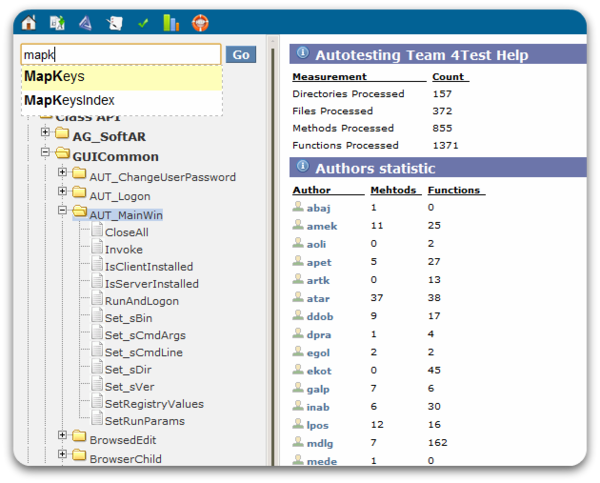 mapk
Go
MapKeys
MapKeysIndex
Class API
AG_SoftAR
GUICommon
AUT_ChangeUserPassword
AUT_Logon
AUT_MainWin
CloseAll
Invoke
IsClientInstalled
IsServerInstalled
RunAndLogon
Set_sBin
Set_sCmdArgs
Set_sCmdLine
Set_sDir
Set_sVer
SetRegistryValues
SetRunParams
BrowsedEdit
BrowserChild
Autotesting Team 4Test Help
Measurement Count
Directories Processed 157
Files Processed 372
Methods Processed 855
Functions Processed 1371
Authors statistic
Author Mehtods Functions
abaj 1 0
amek 11 25
aoli 0 2
apet 5 27
artk 0 13
atar 37 38
ddob 9 17
dpra 1 4
egol 2 2
ekot 0 45
galp 7 6
inab 6 30
lpos 12 16
mdlg 7 162
mede 1 0